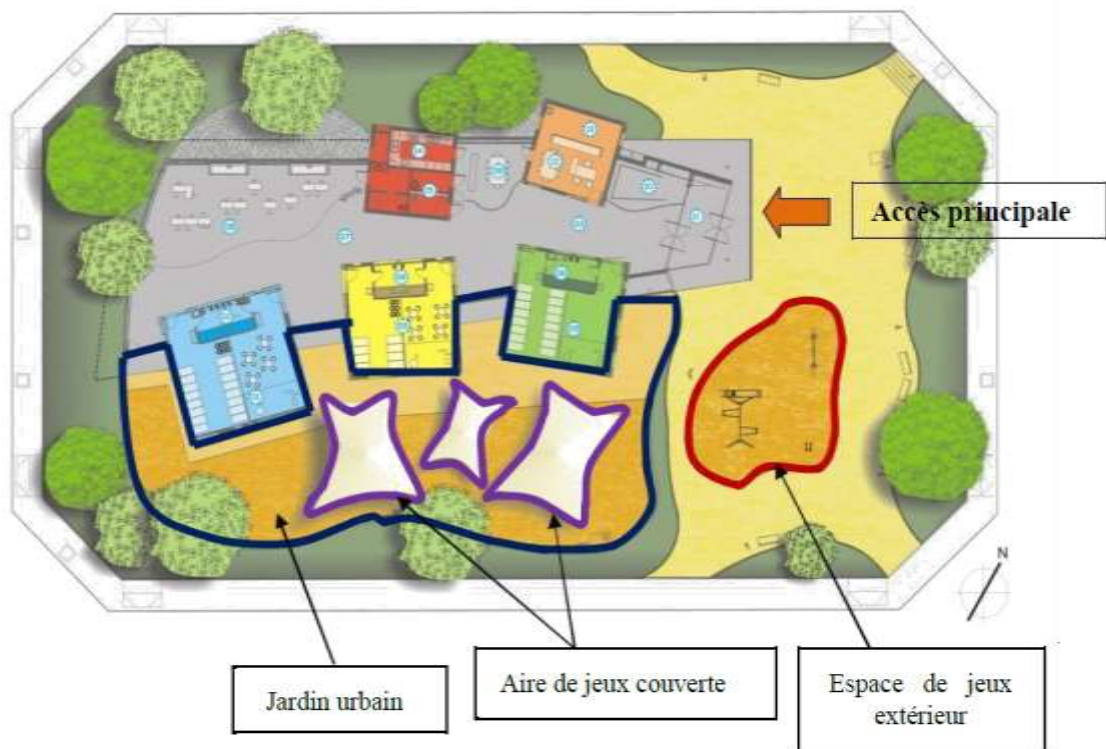 Accès principale
N
Jardin urbain
Aire de jeux couverte
Espace de jeux
extérieur